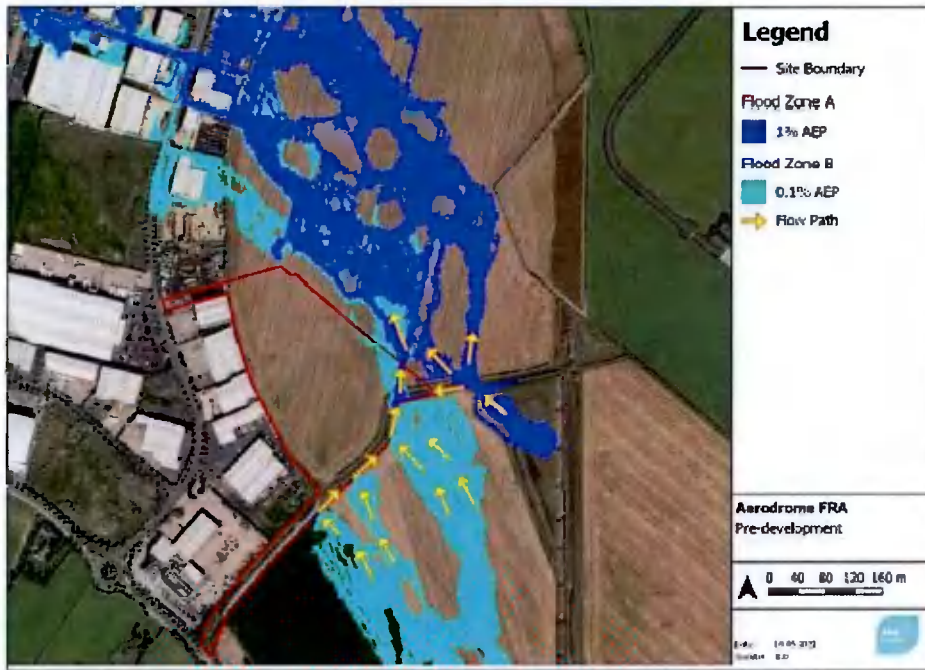 Legend
Site Boundary
Flood Zone A
1% AEP
Flood Zone B
0.1% AEP
Flow Path
Aerodrome FRA
Pre-development
0 40 80 120 160 m